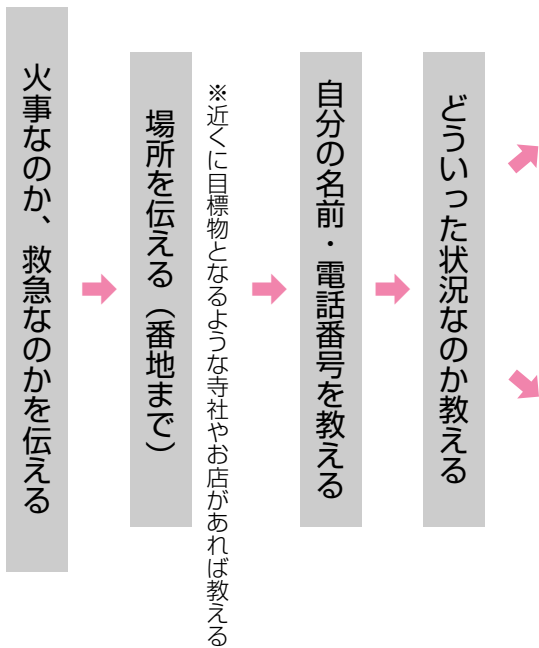 火事なのか、救急なのかを伝える
場所を伝える（番地まで）
※近くに目標物となるような寺社やお店があれば教える
自分の名前・電話番号を教える
どういった状況なのか教える